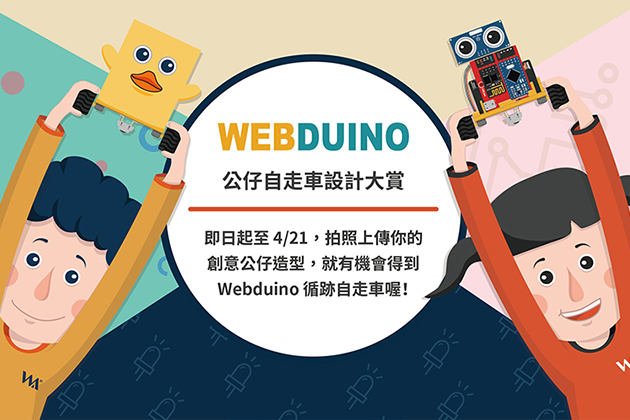 WEBDUINO
公仔自走車設計大賞
即日起至 4/21，拍照上傳你的
創意公仔造型，就有機會得到
Webduino 循跡自走車喔！